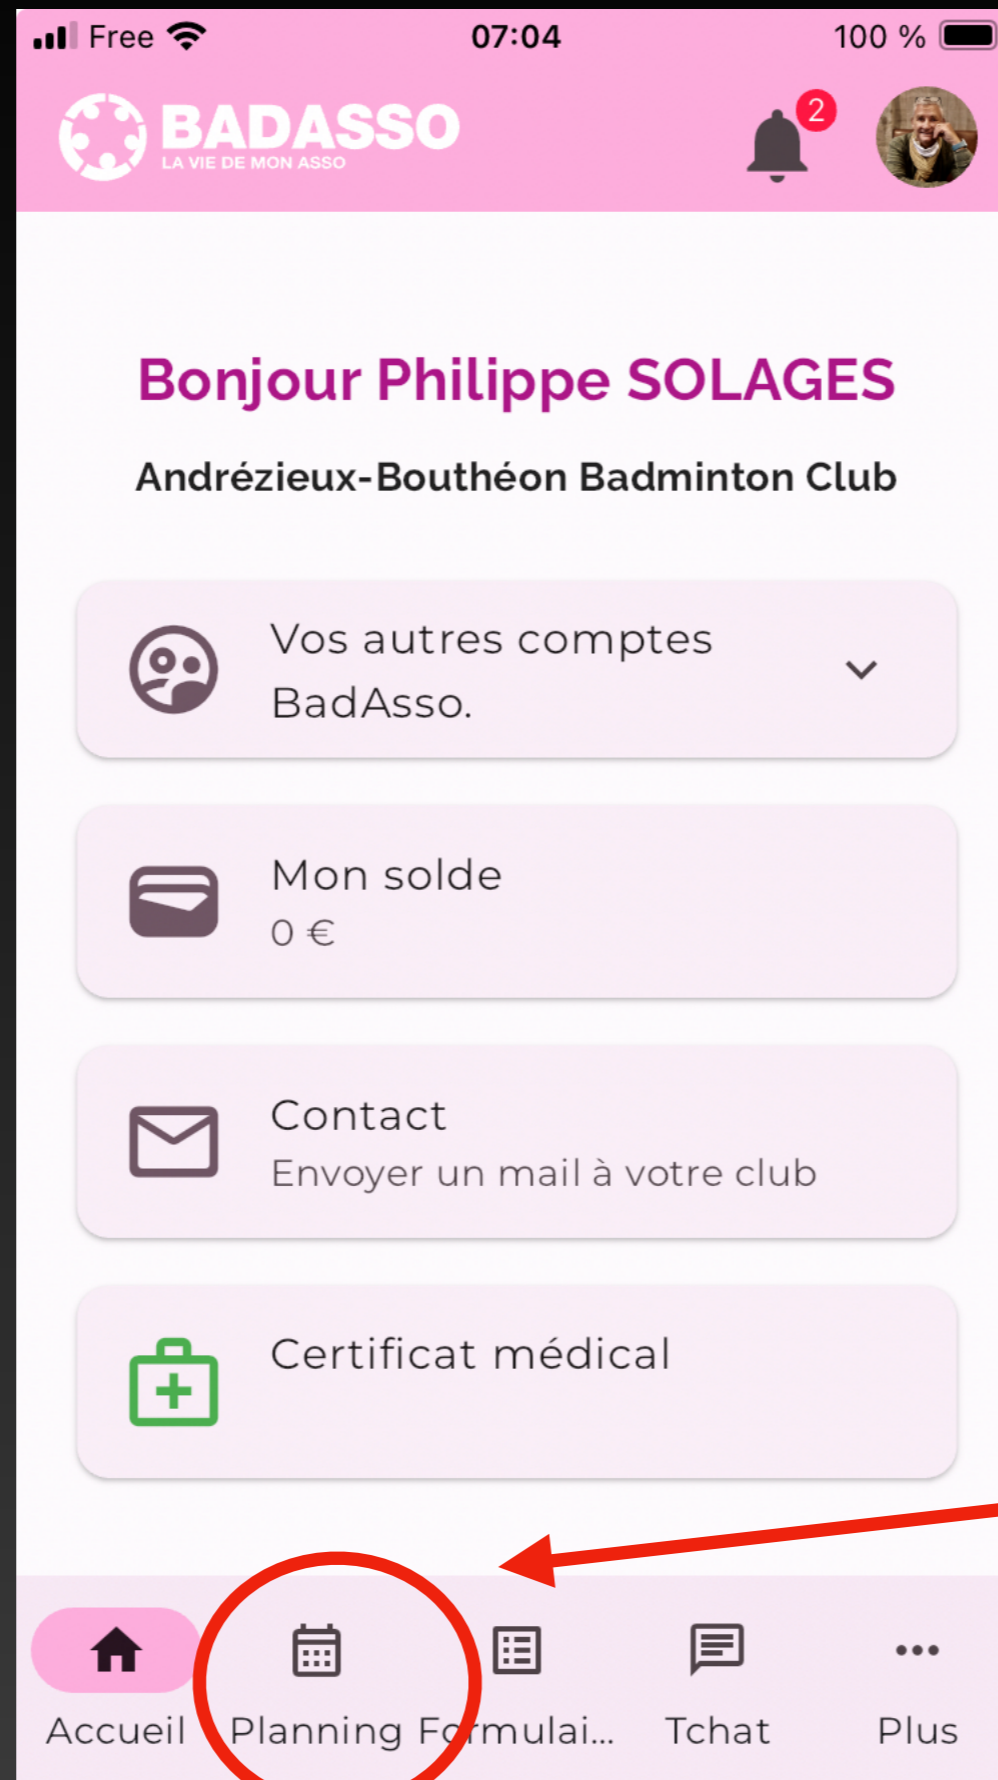 Free 07:04 100 %
BADASSO
LA VIE DE MON ASSO
2
Bonjour Philippe SOLAGES
Andrézieux-Bouthéon Badminton Club
Vos autres comptes
BadAsso.
Mon solde
0 €
Contact
Envoyer un mail à votre club
Certificat médical
Accueil Planning Formulai... Tchat Plus